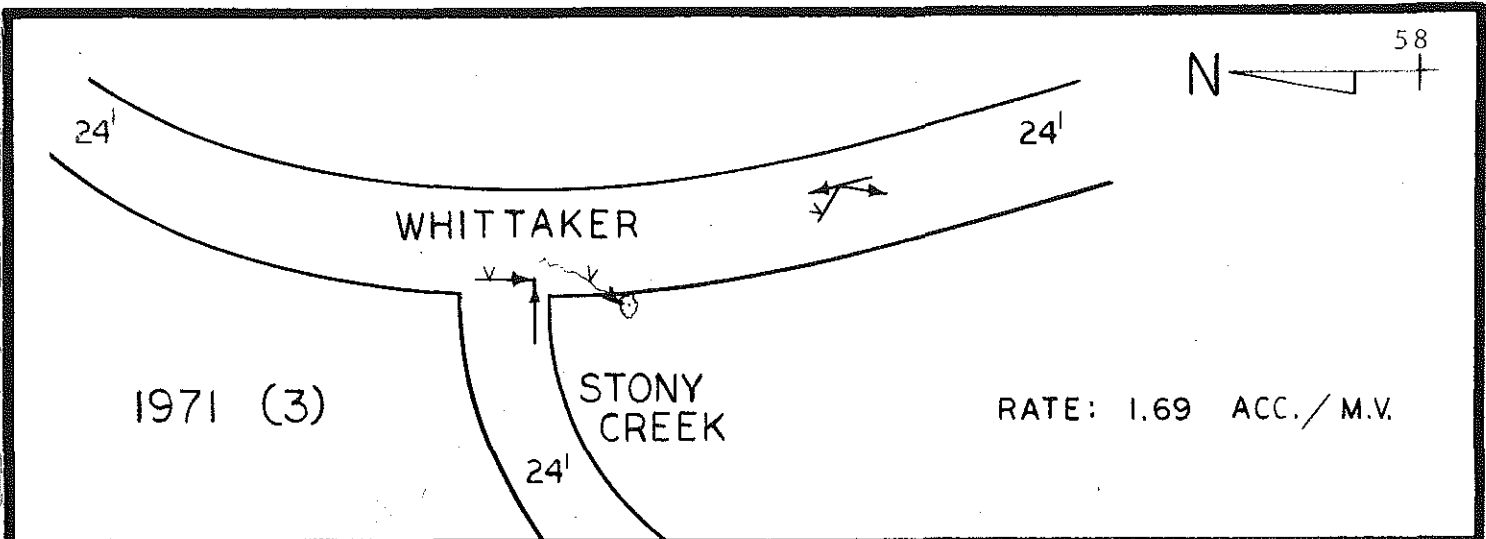 58
N
24'
24'
WHITTAKER
1971 (3)
STONY
CREEK
RATE: 1.69 ACC./M.V.
24'